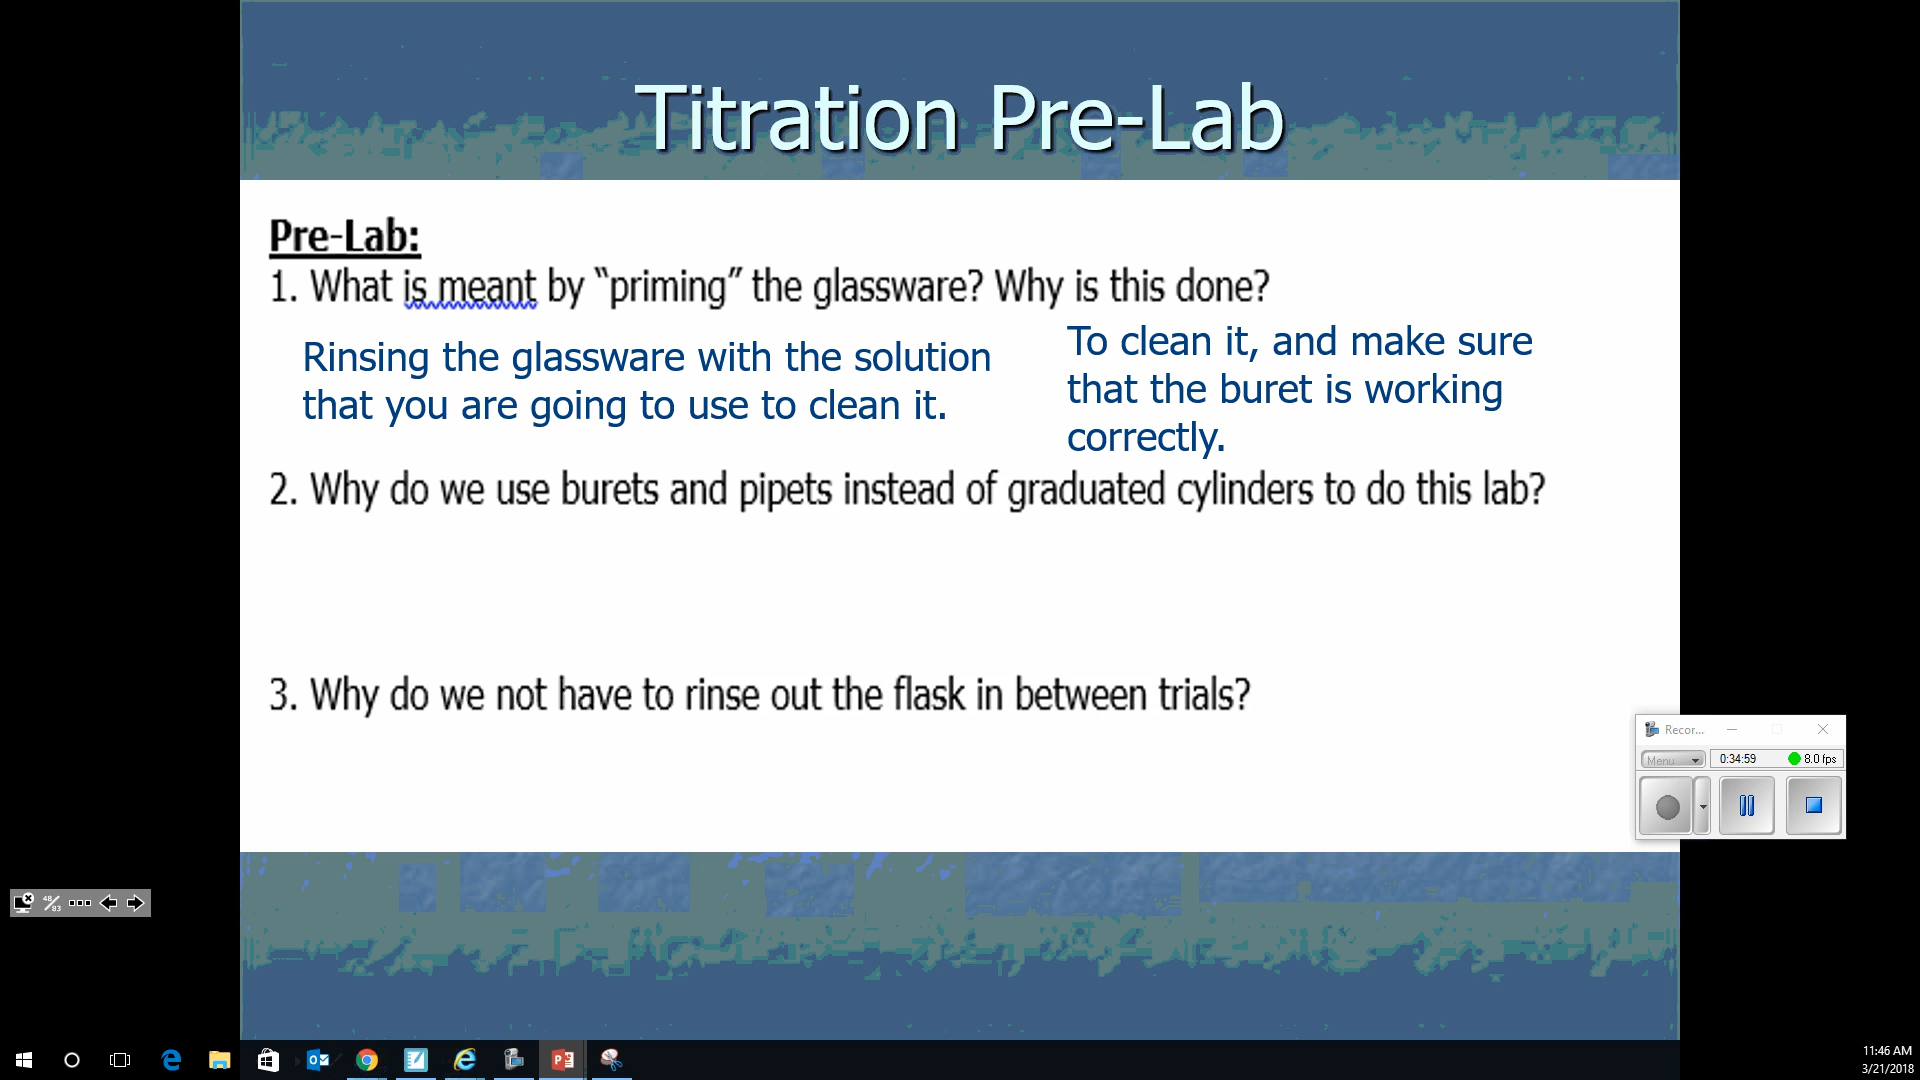 Titration Pre-Lab
Pre-Lab:
1. What is meant by “priming” the glassware? Why is this done?
Rinsing the glassware with the solution
that you are going to use to clean it.
To clean it, and make sure
that the buret is working
correctly.
2. Why do we use burets and pipets instead of graduated cylinders to do this lab?
3. Why do we not have to rinse out the flask in between trials?
Recor...
Menu
0:34:59
8.0 fps
48/83
11:46 AM
3/21/2018